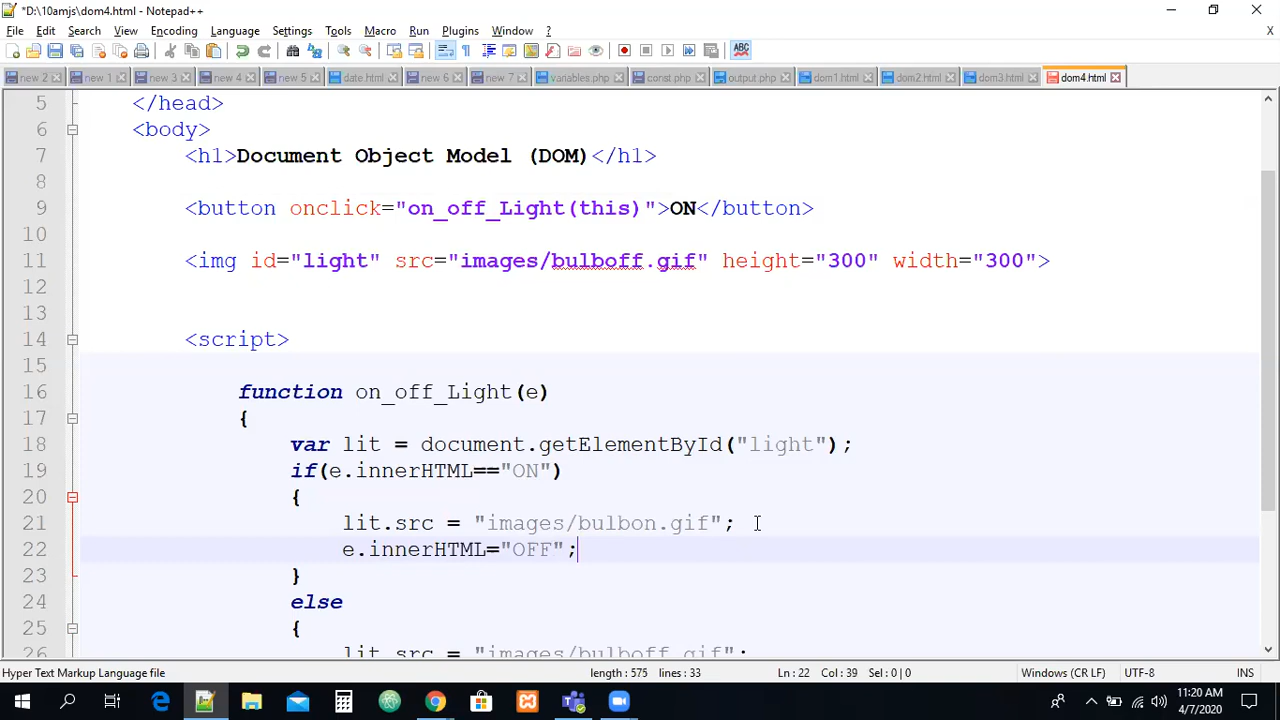 *D:\10amjs\dom4.html - Notepad++
File Edit Search View Encoding Language Settings Tools Macro Run Plugins Window ?
X
new 2 new 1 new 3 new 4 new 5 date.html new 6 new 7 variables.php const.php output.php dom1.html dom2.html dom3.html dom4.html
5 </head>
6 <body>
7 <h1>Document Object Model (DOM)</h1>
8
9 <button onclick="on_off_Light(this)">ON</button>
10
11 <img id="light" src="images/bulboff.gif" height="300" width="300">
12
13
14 <script>
15
16 function on_off_Light(e)
17 {
18 var lit = document.getElementById("light");
19 if(e.innerHTML=="ON")
20 {
21 lit.src = "images/bulbon.gif";
22 e.innerHTML="OFF";
23 }
24 else
25 {
26 lit.src = "images/bulboff.gif";
Hyper Text Markup Language file length : 575 lines : 33 Ln : 22 Col : 39 Sel : 0 | 0 Windows (CR LF) UTF-8 INS
11:20 AM
4/7/2020